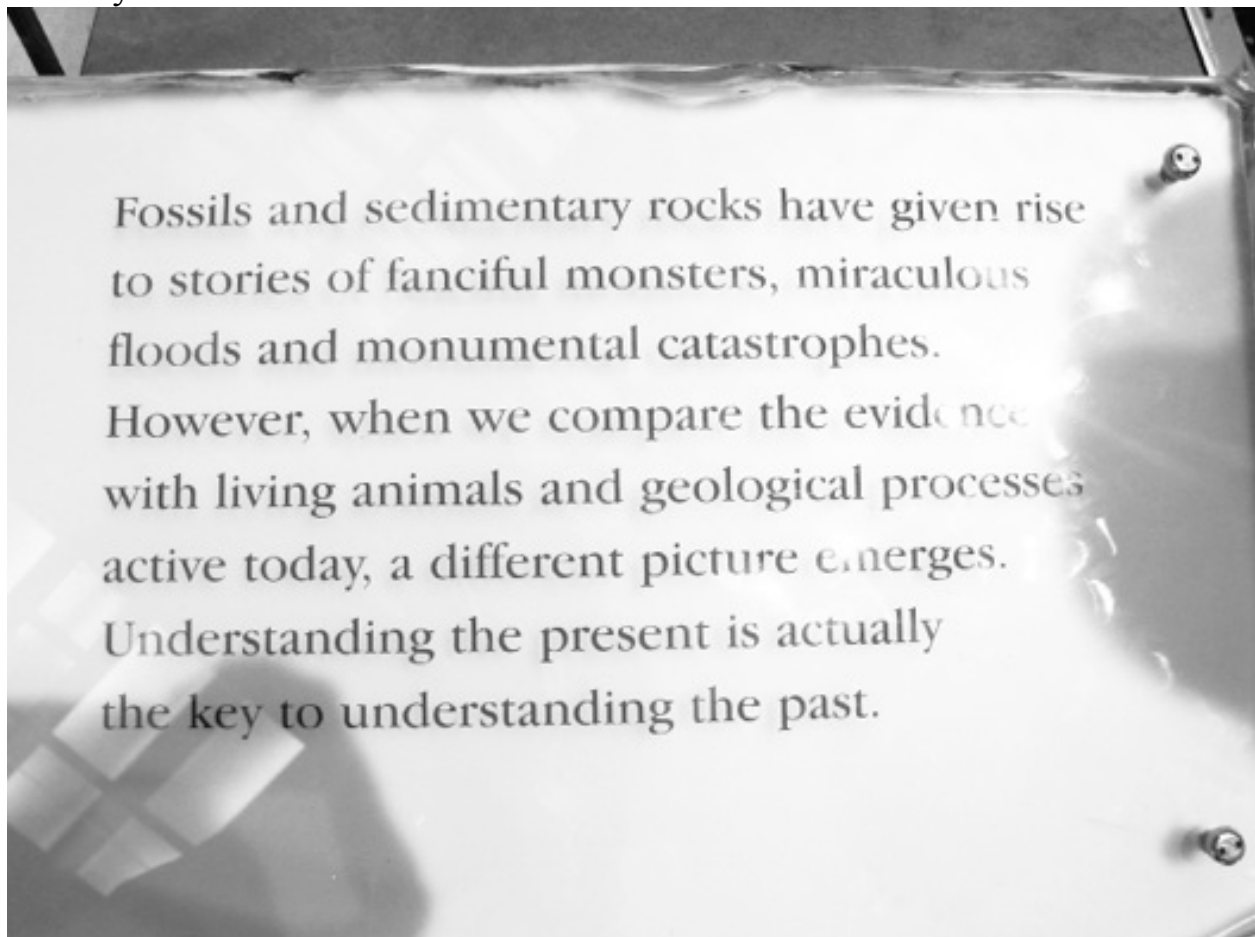 Fossils and sedimentary rocks have given rise
to stories of fanciful monsters, miraculous
floods and monumental catastrophes.
However, when we compare the evidence
with living animals and geological processes
active today, a different picture emerges.
Understanding the present is actually
the key to understanding the past.